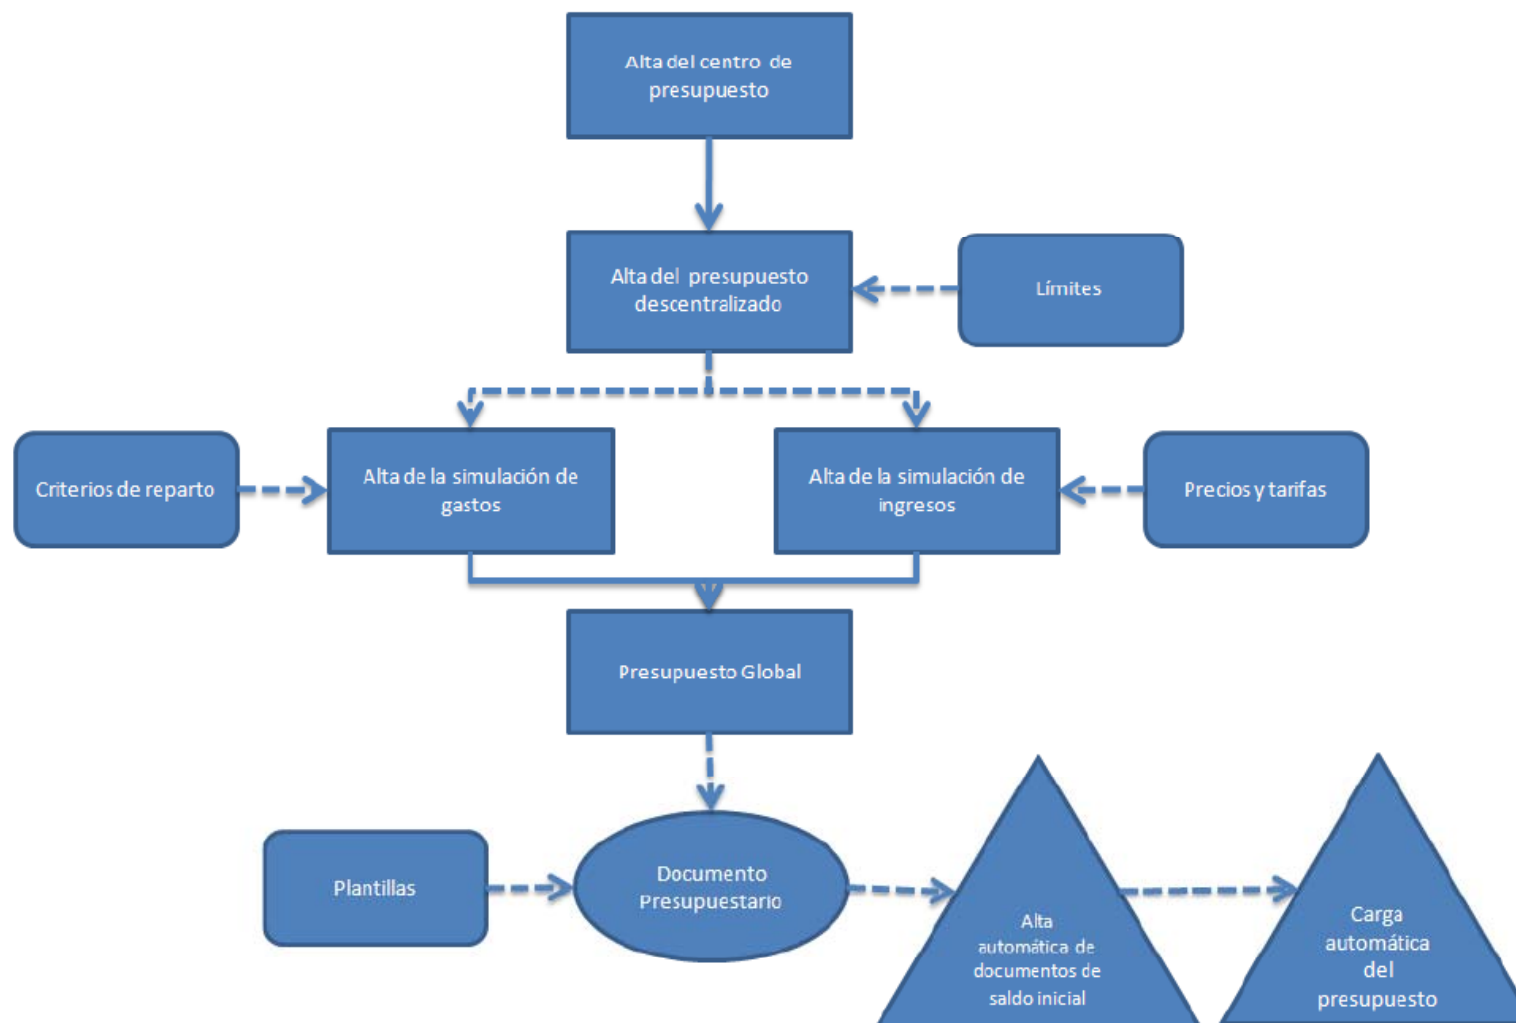 Alta del centro de
presupuesto
Alta del presupuesto
descentralizado
Límites
Criterios de reparto
Alta de la simulación de
gastos
Alta de la simulación de
ingresos
Precios y tarifas
Presupuesto Global
Plantillas
Documento
Presupuestario
Alta
automática de
documentos de
saldo inicial
Carga
automática
del
presupuesto